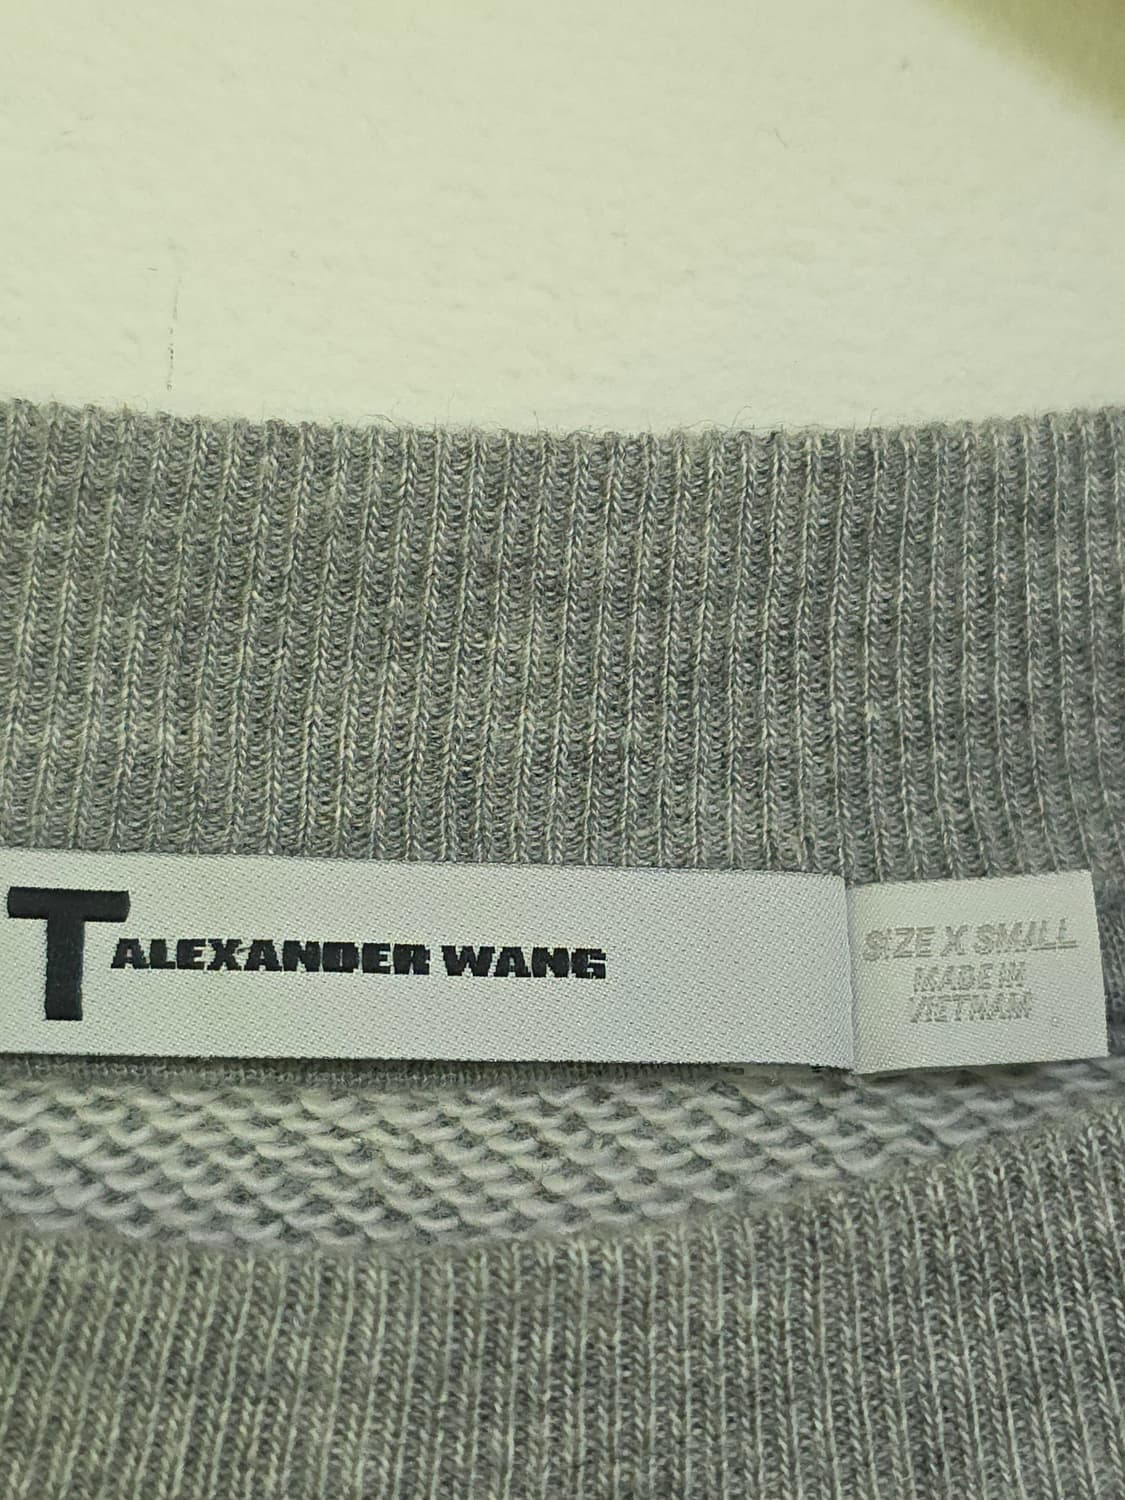 T ALEXANDER WANG
SIZE X SMALL
MADE IN
VIETNAM